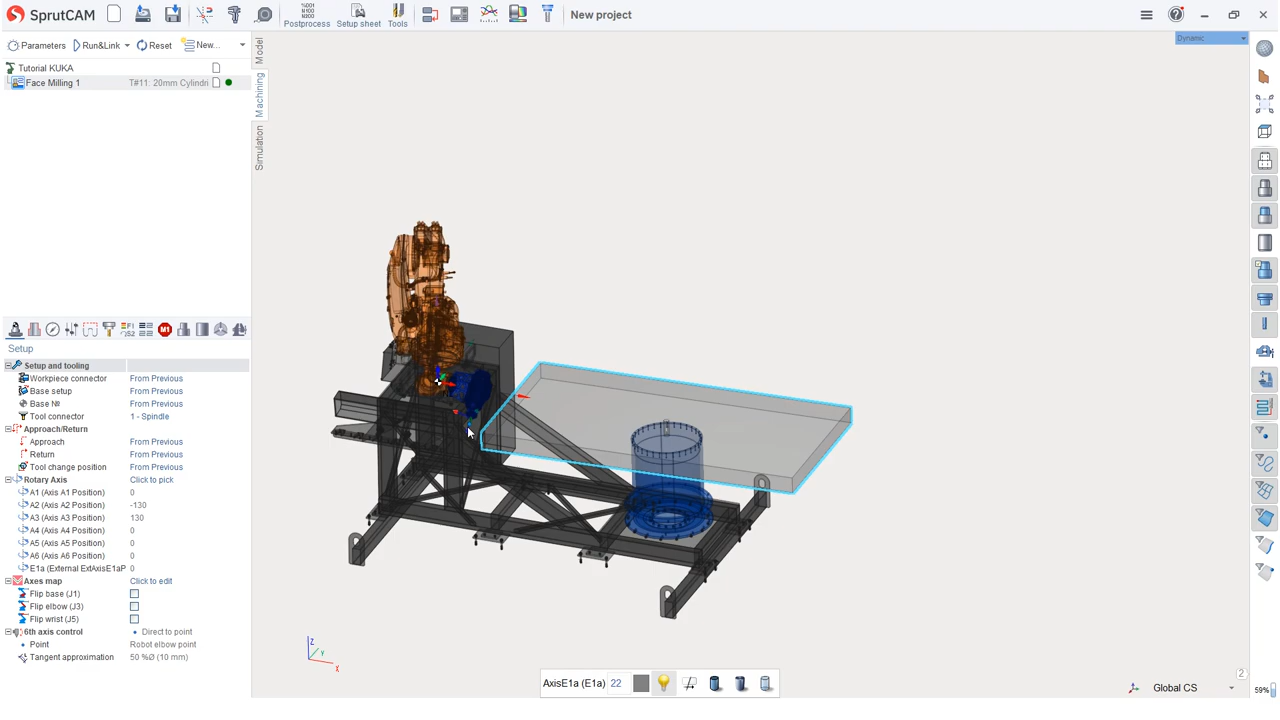 SprutCAM
%001
N100
N100
Postprocess
Setup sheet
Tools
New project
Parameters
Run&Link
Reset
New...
Tutorial KUKA
Face Milling 1
T#11: 20mm Cylindri
Model
Machining
Simulation
Dynamic
Setup
Setup and tooling
Workpiece connector From Previous
Base setup From Previous
Base № From Previous
Tool connector 1 - Spindle
Approach/Return
Approach From Previous
Return From Previous
Tool change position From Previous
Rotary Axis Click to pick
A1 (Axis A1 Position) 0
A2 (Axis A2 Position) -130
A3 (Axis A3 Position) 130
A4 (Axis A4 Position) 0
A5 (Axis A5 Position) 0
A6 (Axis A6 Position) 0
E1a (External ExtAxisE1aP 0
Axes map Click to edit
Flip base (J1)
Flip elbow (J3)
Flip wrist (J5)
6th axis control Direct to point
Point Robot elbow point
Tangent approximation 50 %Ø (10 mm)
Z
Y
X
AxisE1a (E1a) 22
2
Global CS
59%